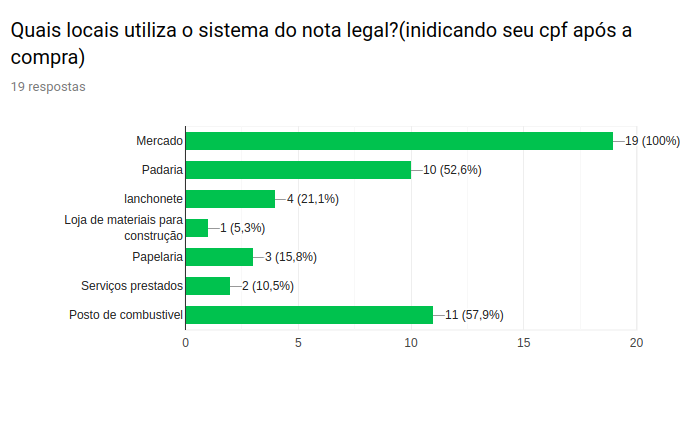 Quais locais utiliza o sistema do nota legal?(inidicando seu cpf após a
compra)
19 respostas
Mercado
19 (100%)
Padaria
10 (52,6%)
lanchonete
4 (21,1%)
Loja de materiais para
construção
1 (5,3%)
Papelaria
3 (15,8%)
Serviços prestados
2 (10,5%)
Posto de combustivel
11 (57,9%)
0
5
10
15
20